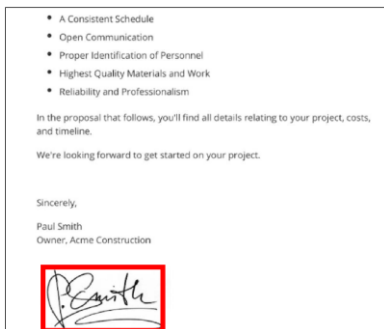 • A Consistent Schedule
• Open Communication
• Proper Identification of Personnel
• Highest Quality Materials and Work
• Reliability and Professionalism
In the proposal that follows, you'll find all details relating to your project, costs,
and timeline.
We're looking forward to get started on your project.
Sincerely,
Paul Smith
Owner, Acme Construction
P. Smith